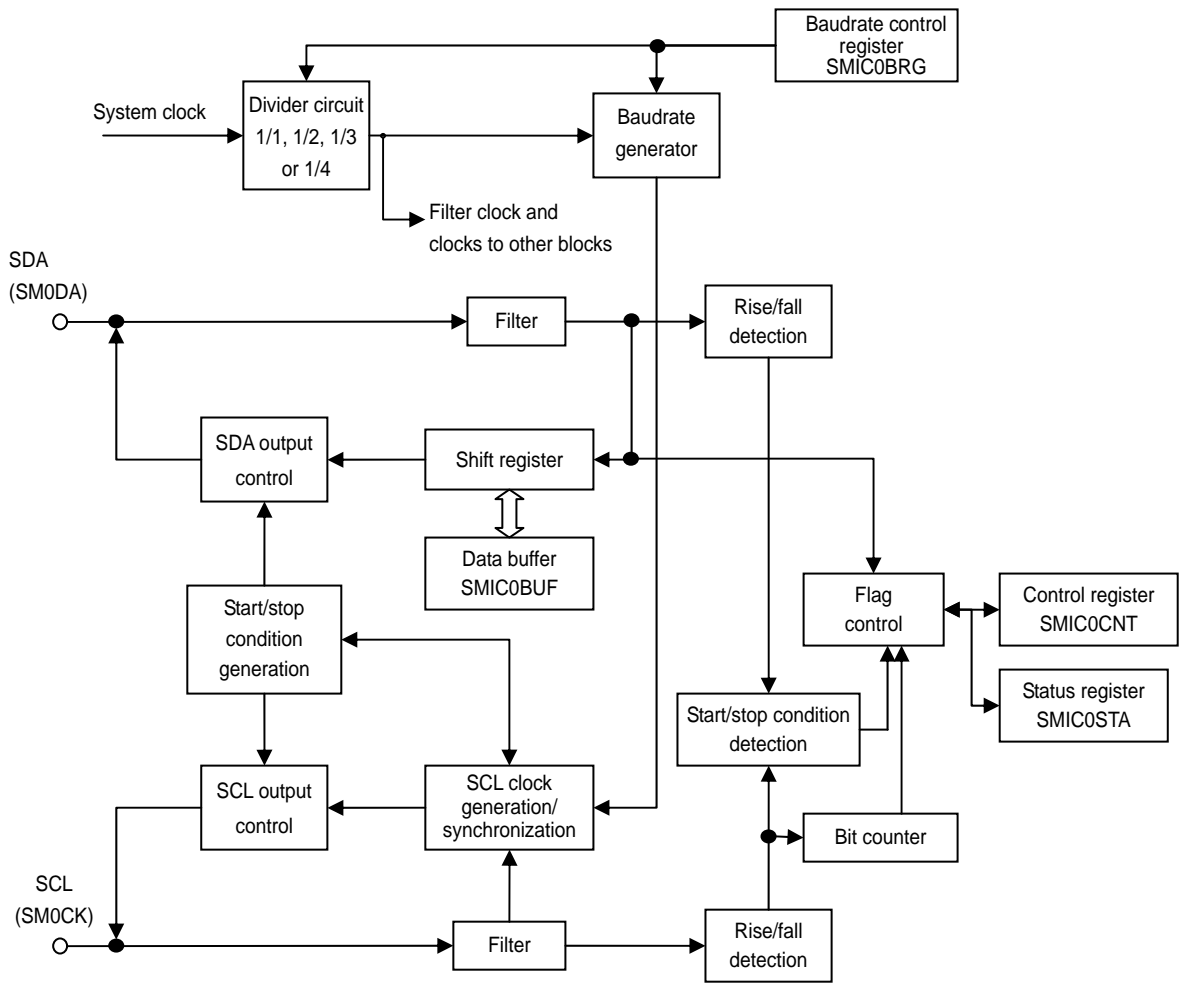 Baudrate control
register
SMIC0BRG
System clock
Divider circuit
1/1, 1/2, 1/3
or 1/4
Baudrate
generator
Filter clock and
clocks to other blocks
SDA
(SM0DA)
Filter
Rise/fall
detection
SDA output
control
Shift register
Data buffer
SMIC0BUF
Start/stop
condition
generation
Flag
control
Control register
SMIC0CNT
Status register
SMIC0STA
Start/stop condition
detection
SCL output
control
SCL clock
generation/
synchronization
Bit counter
SCL
(SM0CK)
Filter
Rise/fall
detection